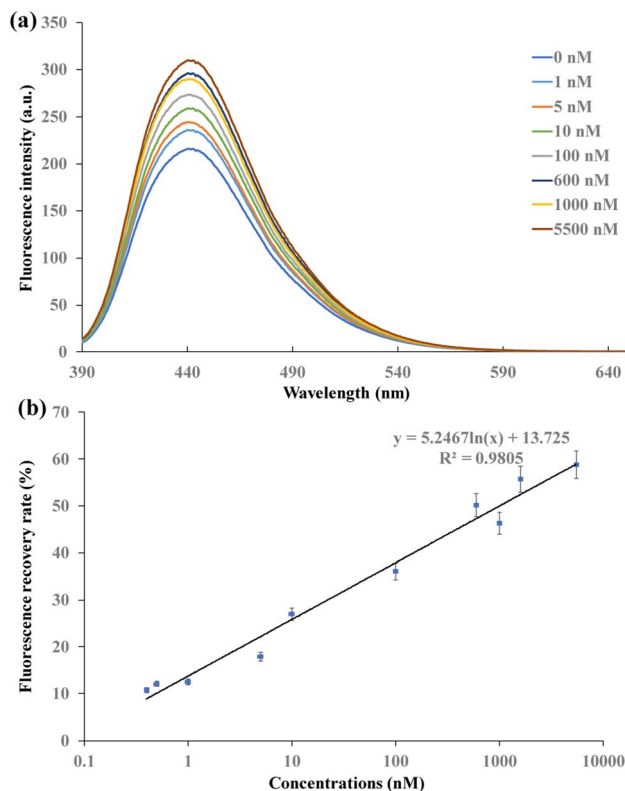 (a)
350
300
250
200
150
100
50
0
Fluorescence intensity (a.u.)
0 nM
1 nM
5 nM
10 nM
100 nM
600 nM
1000 nM
5500 nM
390 440 490 540 590 640
Wavelength (nm)
(b)
70
60
50
40
30
20
10
0
Fluorescence recovery rate (%)
y = 5.2467ln(x) + 13.725
R² = 0.9805
0.1 1 10 100 1000 10000
Concentrations (nM)